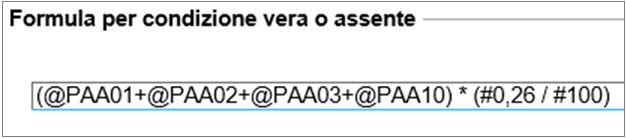 Formula per condizione vera o assente
(@PAA01+@PAA02+@PAA03+@PAA10) * (#0,26 / #100)